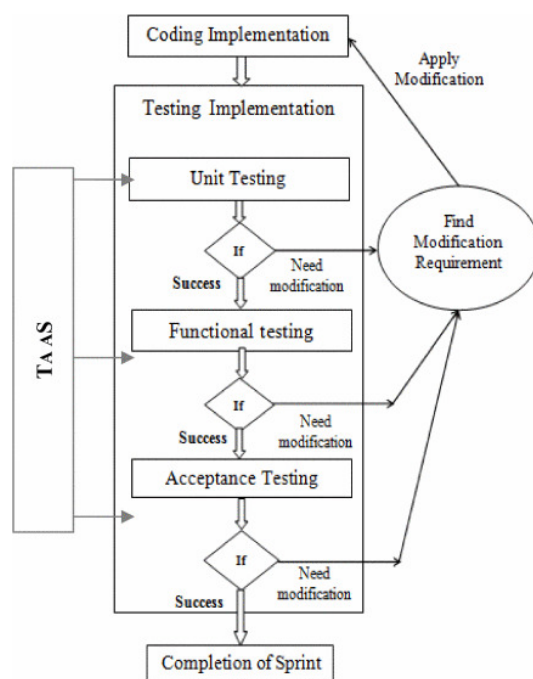 Coding Implementation
Apply
Modification
Testing Implementation
Unit Testing
Find
Modification
Requirement
If
Success
Need
modification
Functional testing
TAAS
If
Success
Need
modification
Acceptance Testing
If
Success
Need
modification
Completion of Sprint